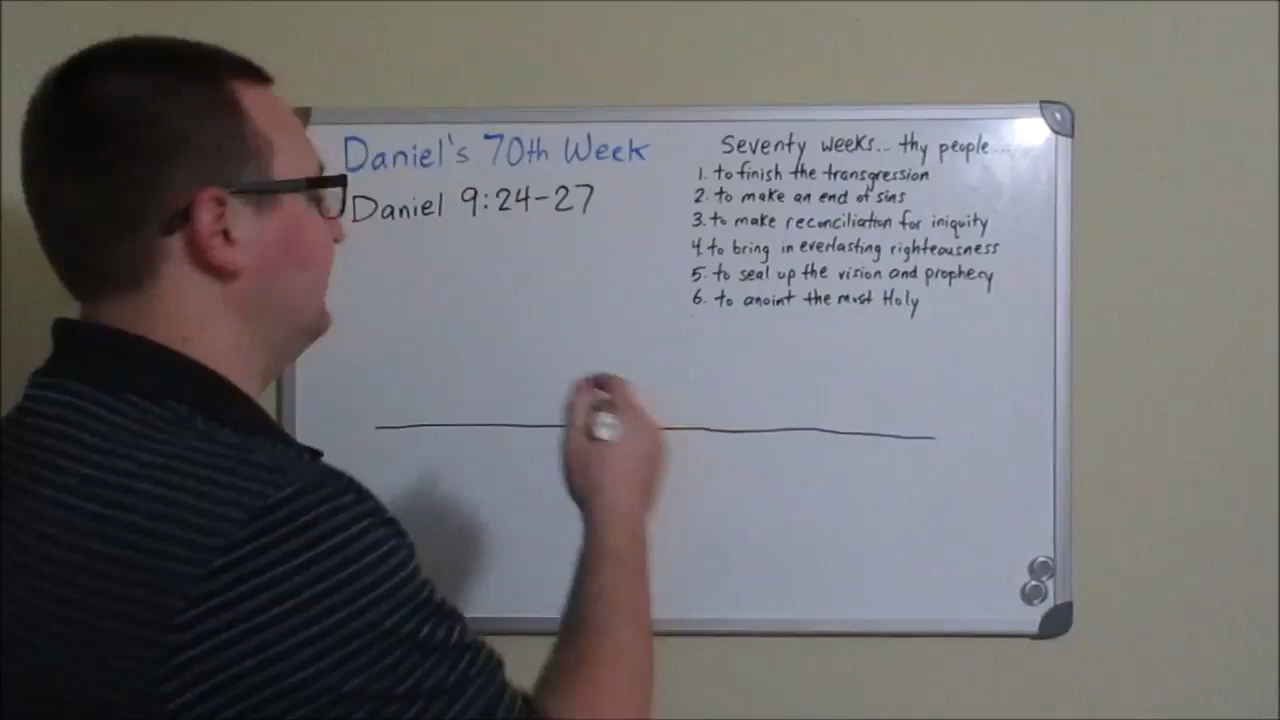 Daniel's 70th Week
Daniel 9:24-27
Seventy weeks... thy people...
1. to finish the transgression
2. to make an end of sins
3. to make reconciliation for iniquity
4. to bring in everlasting righteousness
5. to seal up the vision and prophecy
6. to anoint the most Holy